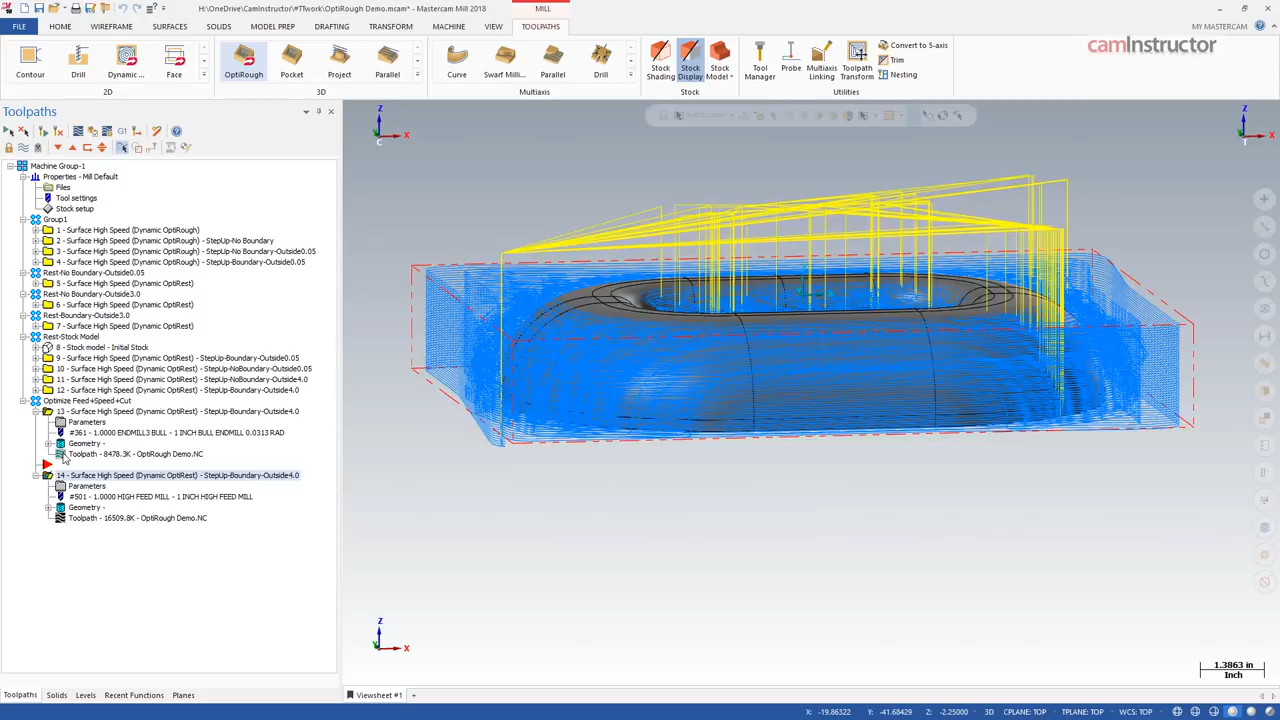 H:\OneDrive\CamInstructor\#TIwork\OptiRough Demo.mcam* - Mastercam Mill 2018
MILL
FILE HOME WIREFRAME SURFACES SOLIDS MODEL PREP DRAFTING TRANSFORM MACHINE VIEW TOOLPATHS
MY MASTERCAM
camInstructor
Contour Drill Dynamic ... Face
2D
OptiRough Pocket Project Parallel
3D
Curve Swarf Milli... Parallel Drill
Multiaxis
Stock Shading Stock Display Stock Model
Stock
Tool Manager Probe Multiaxis Linking Toolpath Transform
Convert to 5-axis
Trim
Nesting
Utilities
Toolpaths
G1
Machine Group-1
Properties - Mill Default
Files
Tool settings
Stock setup
Group1
1 - Surface High Speed (Dynamic OptiRough)
2 - Surface High Speed (Dynamic OptiRough) - StepUp-No Boundary
3 - Surface High Speed (Dynamic OptiRough) - StepUp-No Boundary-Outside0.05
4 - Surface High Speed (Dynamic OptiRough) - StepUp-Boundary-Outside0.05
Rest-No Boundary-Outside0.05
5 - Surface High Speed (Dynamic OptiRest)
Rest-No Boundary-Outside3.0
6 - Surface High Speed (Dynamic OptiRest)
Rest-Boundary-Outside3.0
7 - Surface High Speed (Dynamic OptiRest)
Rest-Stock Model
8 - Stock model - Initial Stock
9 - Surface High Speed (Dynamic OptiRest) - StepUp-Boundary-Outside0.05
10 - Surface High Speed (Dynamic OptiRest) - StepUp-NoBoundary-Outside0.05
11 - Surface High Speed (Dynamic OptiRest) - StepUp-NoBoundary-Outside4.0
12 - Surface High Speed (Dynamic OptiRest) - StepUp-Boundary-Outside4.0
Optimize Feed+Speed+Cut
13 - Surface High Speed (Dynamic OptiRest) - StepUp-Boundary-Outside4.0
Parameters
#361 - 1.0000 ENDMILL3 BULL - 1 INCH BULL ENDMILL 0.0313 RAD
Geometry -
Toolpath - 8478.3K - OptiRough Demo.NC
14 - Surface High Speed (Dynamic OptiRest) - StepUp-Boundary-Outside4.0
Parameters
#501 - 1.0000 HIGH FEED MILL - 1 INCH HIGH FEED MILL
Geometry -
Toolpath - 16509.8K - OptiRough Demo.NC
Z
Y X
C
Z
Y X
T
Z
Y X
1.3863 in
Inch
Toolpaths Solids Levels Recent Functions Planes
Viewsheet #1 +
X: -19.86322 Y: -41.68429 Z: -2.25000 3D CPLANE: TOP TPLANE: TOP WCS: TOP